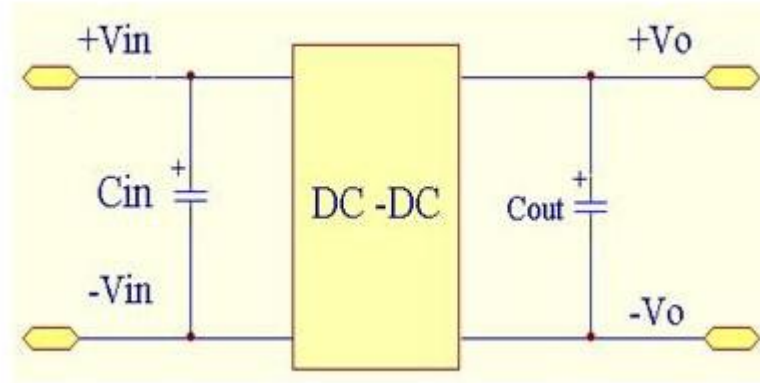 +Vin
+Vo
+
Cin
DC -DC
+
Cout
-Vin
-Vo